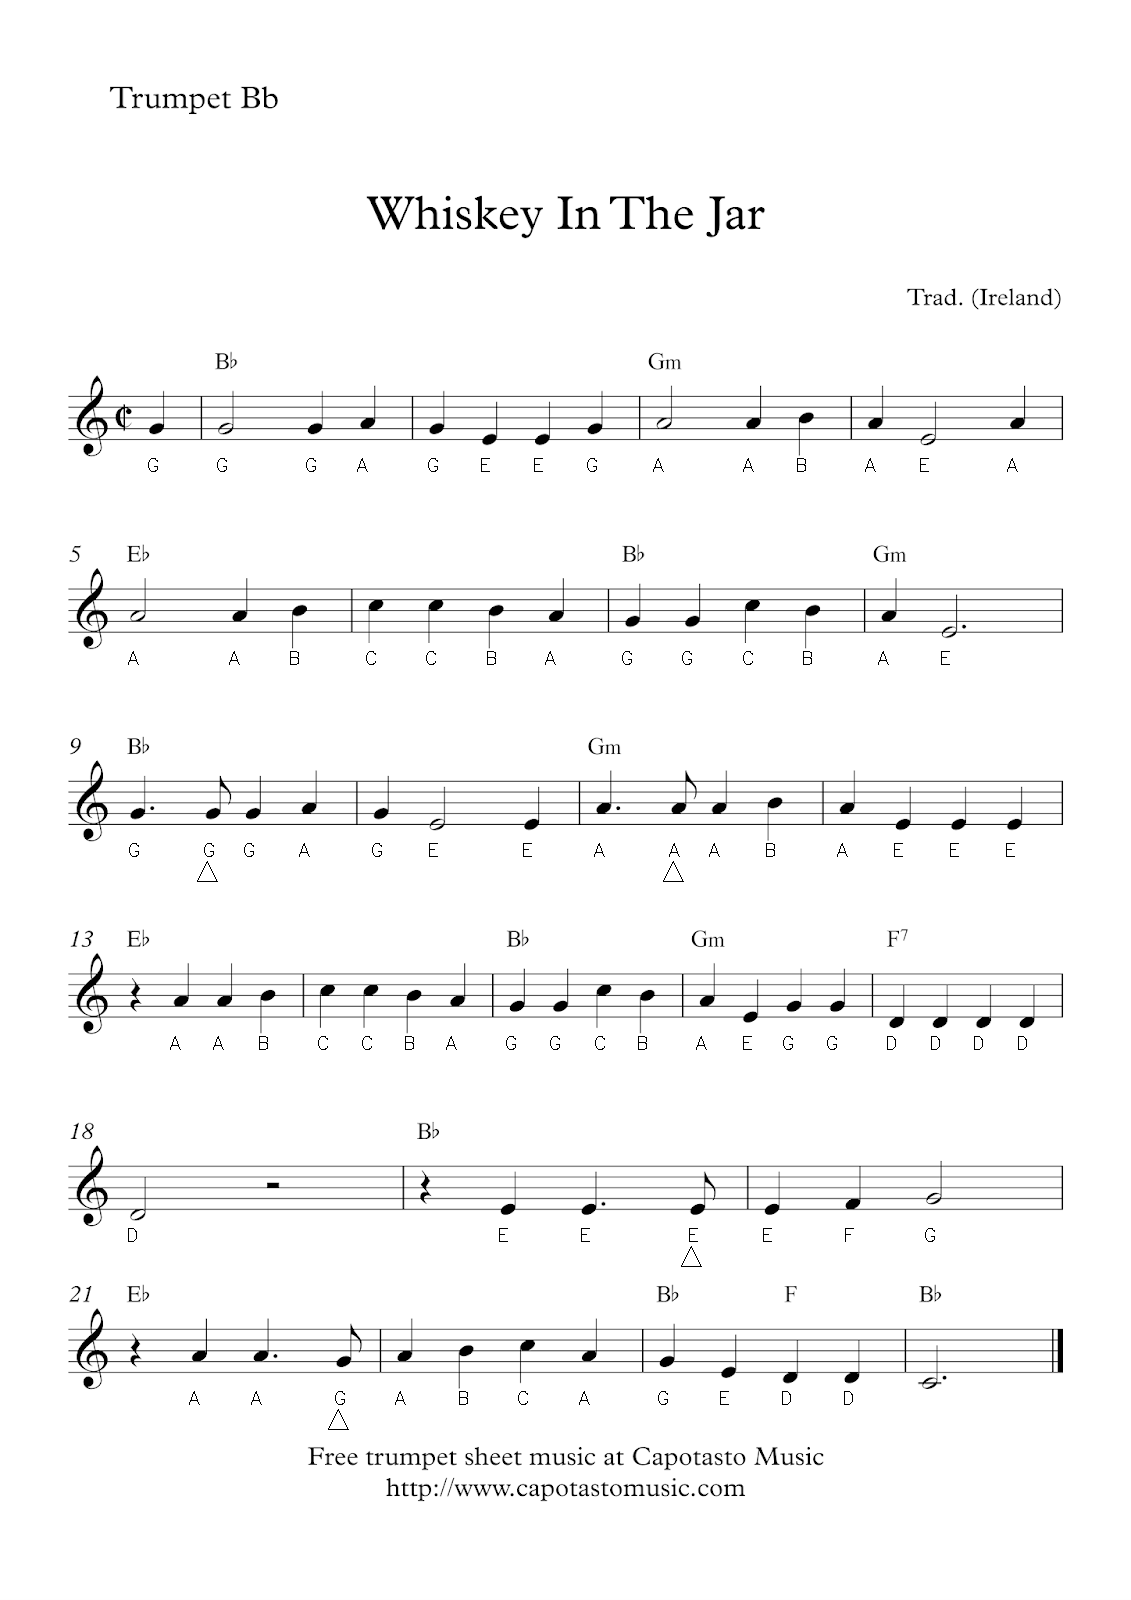 Trumpet Bb
Whiskey In The Jar
Trad. (Ireland)
B♭ Gm
G G G A G E E G A A B A E A
5 E♭ B♭ Gm
A A B C C B A G G C B A E
9 B♭ Gm
G G G A G E E A A A B A E E E
13 E♭ B♭ Gm F7
A A B C C B A G G C B A E G G D D D D
18 B♭
D E E E E F G
21 E♭ B♭ F B♭
A A G A B C A G E D D
Free trumpet sheet music at Capotasto Music
http://www.capotastomusic.com